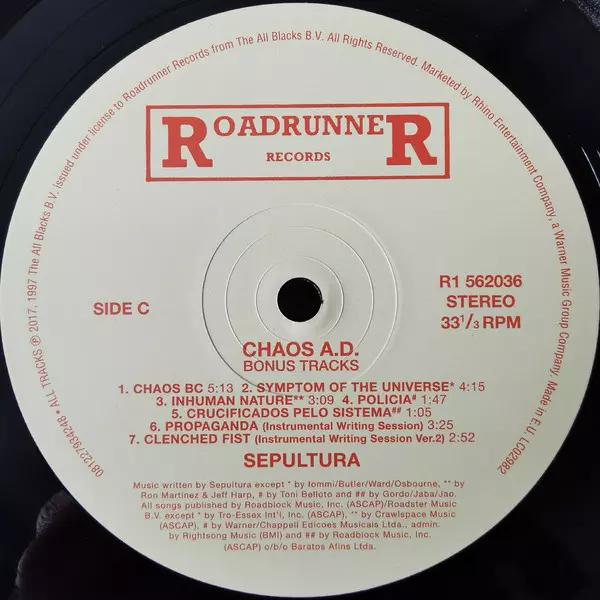 ROADRUNNER
RECORDS
081227934248 • ALL TRACKS ℗ 2017, 1997 The All Blacks B.V. issued under license to Roadrunner Records from The All Blacks B.V. All Rights Reserved. Marketed by Rhino Entertainment Company, a Warner Music Group Company. Made in E.U. LC02982
SIDE C
R1 562036
STEREO
33 1/3 RPM
CHAOS A.D.
BONUS TRACKS
1. CHAOS BC 5:13 2. SYMPTOM OF THE UNIVERSE* 4:15
3. INHUMAN NATURE** 3:09 4. POLICIA# 1:47
5. CRUCIFICADOS PELO SISTEMA## 1:05
6. PROPAGANDA (Instrumental Writing Session) 3:25
7. CLENCHED FIST (Instrumental Writing Session Ver.2) 2:52
SEPULTURA
Music written by Sepultura except * by Iommi/Butler/Ward/Osbourne, ** by
Ron Martinez & Jeff Harp, # by Toni Belloto and ## by Gordo/Jaba/Jao.
All songs published by Roadblock Music, Inc. (ASCAP)/Roadster Music
B.V. except * by Tro-Essex Int'l, Inc. (ASCAP), ** by Crawlspace Music
(ASCAP), # by Warner/Chappell Edicoes Musicais Ltda., admin.
by Rightsong Music (BMI) and ## by Roadblock Music, Inc.
(ASCAP) o/b/o Baratos Afins Ltda.